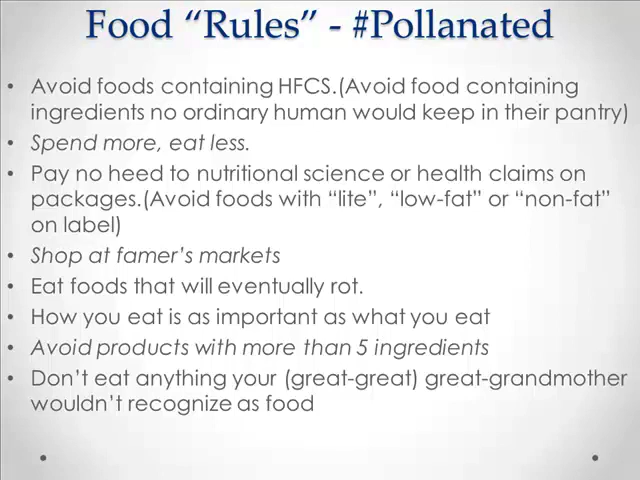 Food “Rules” - #Pollanated
• Avoid foods containing HFCS.(Avoid food containing
ingredients no ordinary human would keep in their pantry)
• Spend more, eat less.
• Pay no heed to nutritional science or health claims on
packages.(Avoid foods with “lite”, “low-fat” or “non-fat”
on label)
• Shop at famer’s markets
• Eat foods that will eventually rot.
• How you eat is as important as what you eat
• Avoid products with more than 5 ingredients
• Don’t eat anything your (great-great) great-grandmother
wouldn’t recognize as food